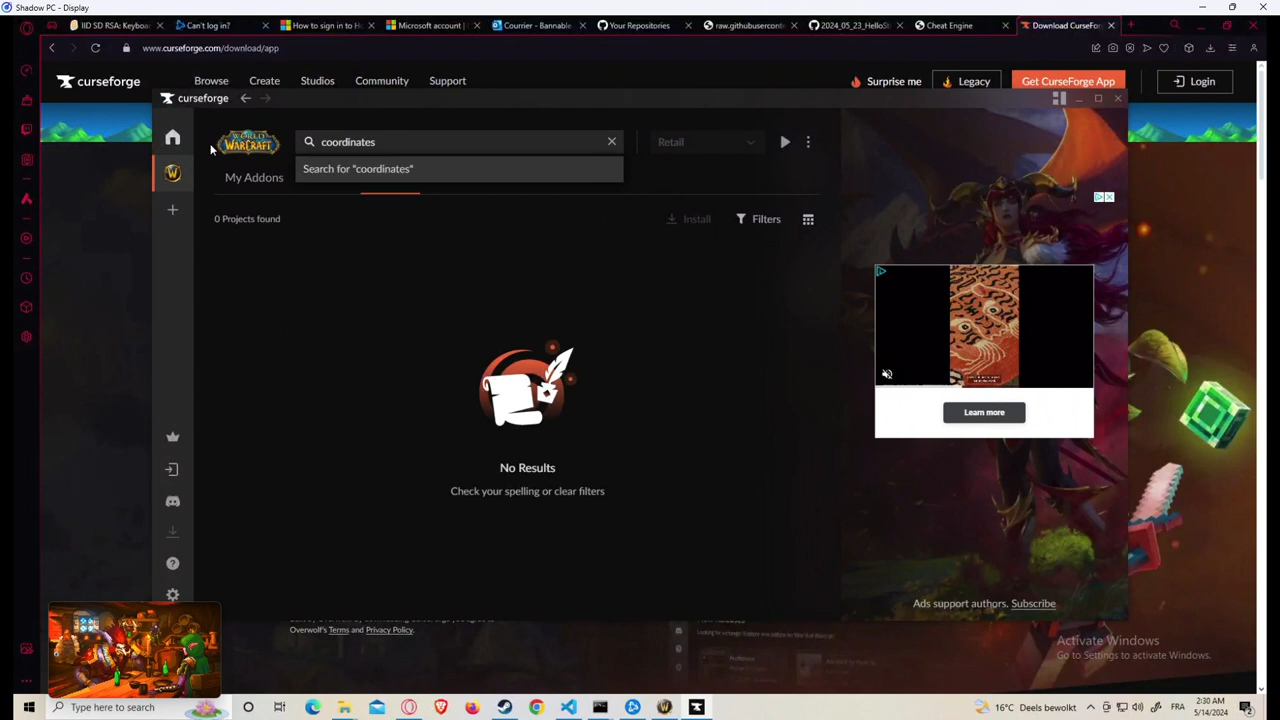 Shadow PC - Display
IID SD RSA: Keyboa
Can't log in?
How to sign in to H
Microsoft account |
Courrier - Bannable
Your Repositories
raw.githubuserconte
2024_05_23_HelloSt
Cheat Engine
Download CurseFor
www.curseforge.com/download/app
curseforge
Browse
Create
Studios
Community
Support
Surprise me
Legacy
Get CurseForge App
Login
curseforge
WORLD
WARCRAFT
coordinates
Retail
Search for "coordinates"
My Addons
0 Projects found
Install
Filters
No Results
Check your spelling or clear filters
Learn more
Ads support authors. Subscribe
Overwolf's Terms and Privacy Policy.
Activate Windows
Go to Settings to activate Windows.
Type here to search
16°C Deels bewolkt
FRA
2:30 AM
5/14/2024
2